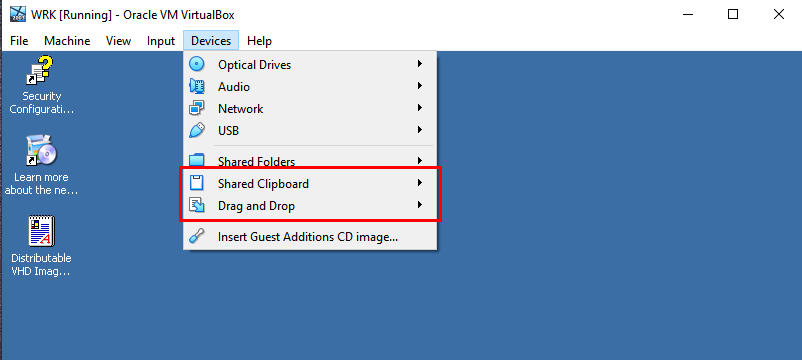 WRK [Running] - Oracle VM VirtualBox
File Machine View Input Devices Help
Optical Drives
Audio
Network
USB
Shared Folders
Shared Clipboard
Drag and Drop
Insert Guest Additions CD image...
Security
Configurati...
Learn more
about the ne...
Distributable
VHD Imag...